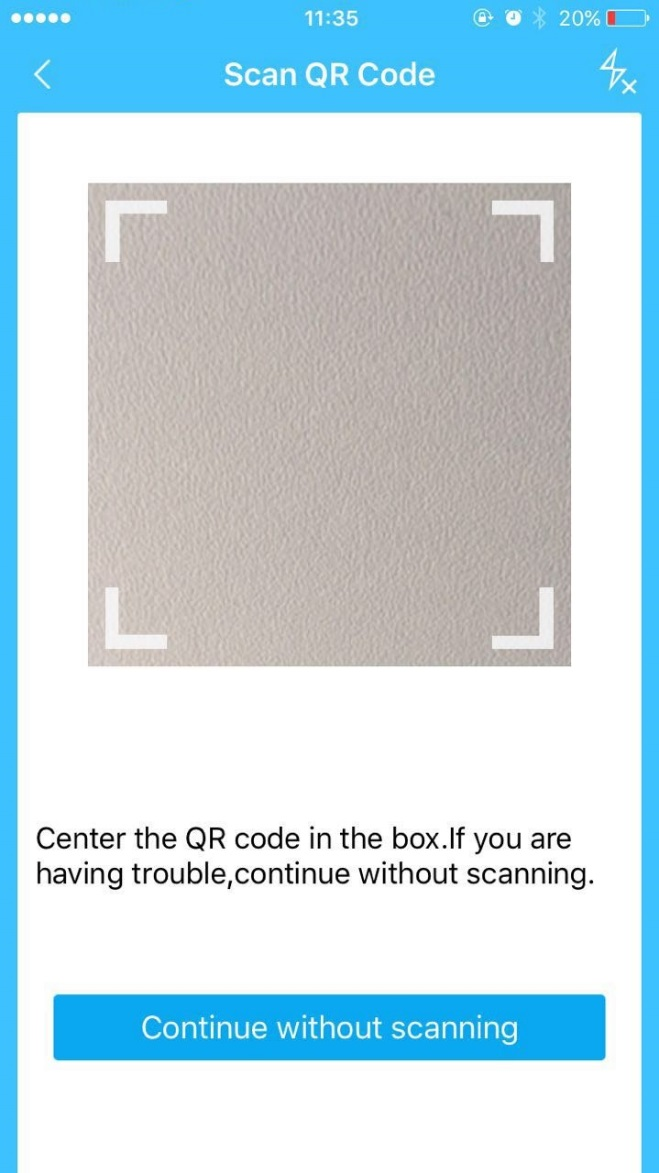 11:35
20%
Scan QR Code
Center the QR code in the box.If you are
having trouble,continue without scanning.
Continue without scanning